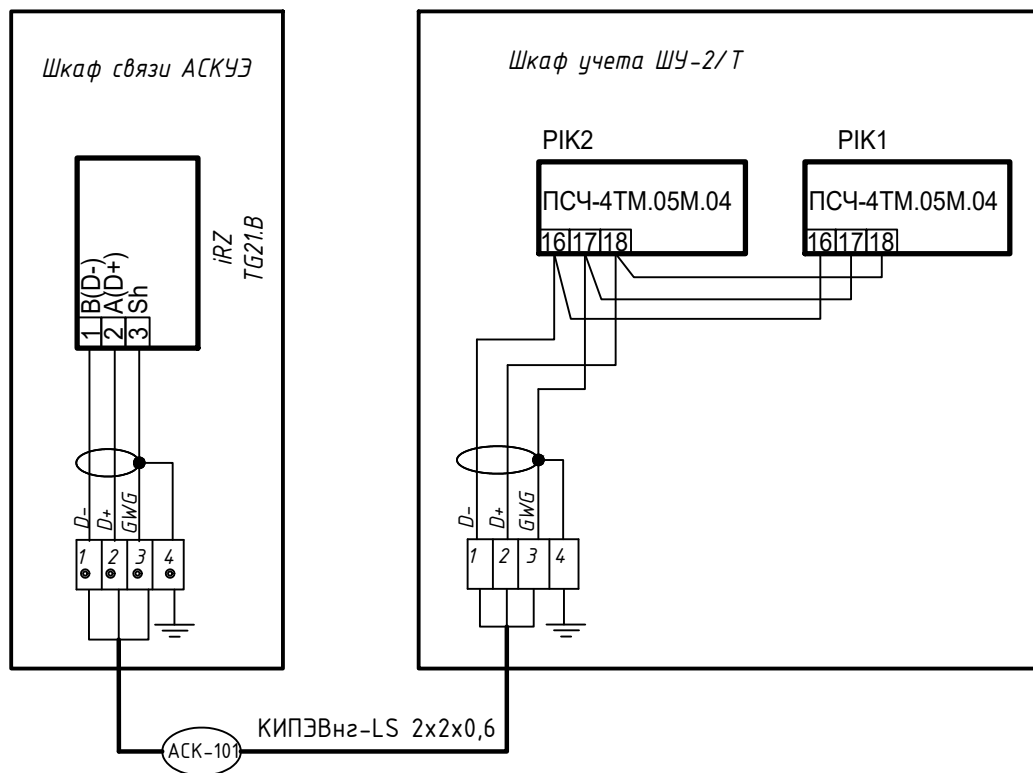 Шкаф связи АСКУЭ
Шкаф учета ШУ-2/Т
PIK2
PIK1
ПСЧ-4ТМ.05М.04
ПСЧ-4ТМ.05М.04
16 17 18
16 17 18
iRZ
TG21.B
B(D-)
A(D+)
Sh
1 2 3
D-
D+
GWG
1 2 3 4
D-
D+
GWG
1 2 3 4
КИПЭВнг-LS 2x2x0,6
АСК-101